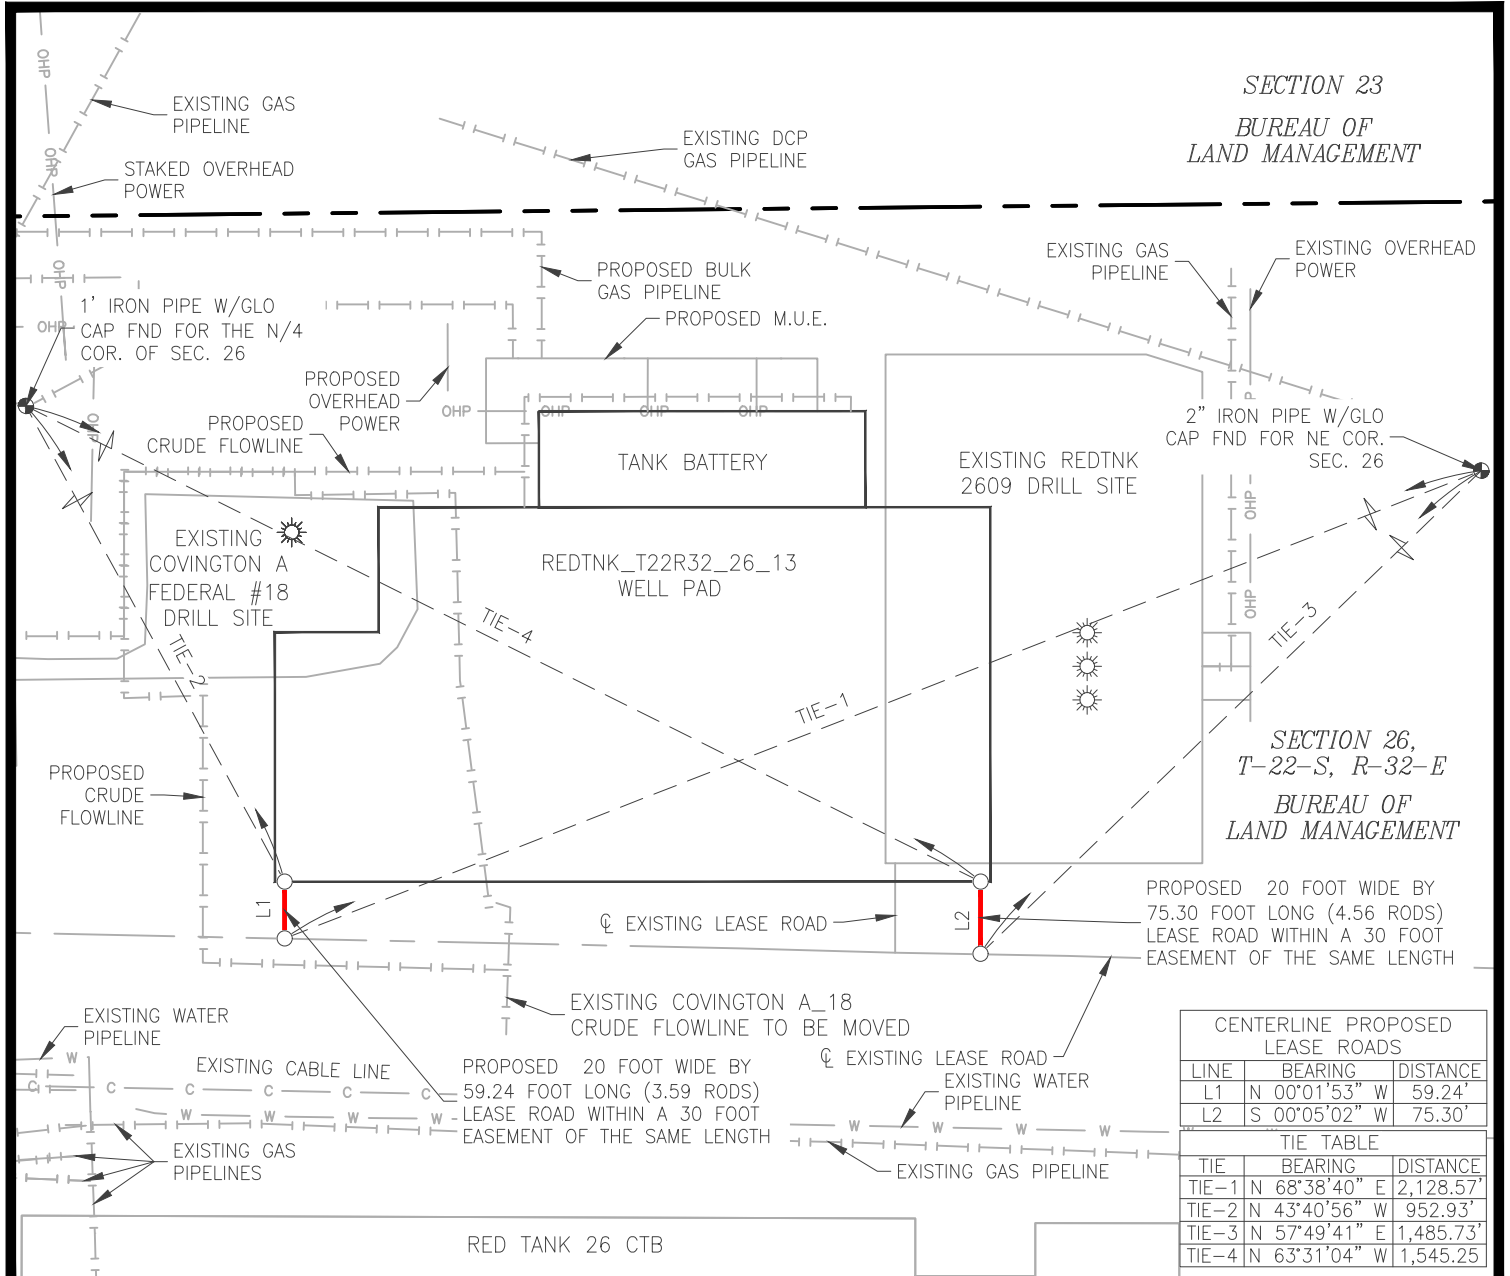 SECTION 23
BUREAU OF
LAND MANAGEMENT
OHP
EXISTING GAS
PIPELINE
EXISTING DCP
GAS PIPELINE
OHP
STAKED OVERHEAD
POWER
EXISTING GAS
PIPELINE
EXISTING OVERHEAD
POWER
OHP
PROPOSED BULK
GAS PIPELINE
1' IRON PIPE W/GLO
CAP FND FOR THE N/4
COR. OF SEC. 26
OHP
PROPOSED M.U.E.
PROPOSED
OVERHEAD
POWER
OHP
OHP
OHP
OHP
OHP
P
2" IRON PIPE W/GLO
CAP FND FOR NE COR.
SEC. 26
PROPOSED
CRUDE FLOWLINE
TANK BATTERY
EXISTING REDTNK
2609 DRILL SITE
OHP
EXISTING
COVINGTON A
FEDERAL #18
DRILL SITE
REDTNK_T22R32_26_13
WELL PAD
OHP
TIE-4
TIE-3
TIE-2
TIE-1
SECTION 26,
T-22-S, R-32-E
BUREAU OF
LAND MANAGEMENT
PROPOSED
CRUDE
FLOWLINE
L1
L2
℄ EXISTING LEASE ROAD
PROPOSED 20 FOOT WIDE BY
75.30 FOOT LONG (4.56 RODS)
LEASE ROAD WITHIN A 30 FOOT
EASEMENT OF THE SAME LENGTH
EXISTING COVINGTON A_18
CRUDE FLOWLINE TO BE MOVED
EXISTING WATER
PIPELINE
W
EXISTING CABLE LINE
C C C C C C
W W W W
PROPOSED 20 FOOT WIDE BY
59.24 FOOT LONG (3.59 RODS)
LEASE ROAD WITHIN A 30 FOOT
EASEMENT OF THE SAME LENGTH
℄ EXISTING LEASE ROAD
EXISTING WATER
PIPELINE
W W W W
EXISTING GAS
PIPELINES
EXISTING GAS PIPELINE
RED TANK 26 CTB
CENTERLINE PROPOSED
LEASE ROADS
LINE BEARING DISTANCE
L1 N 00°01'53" W 59.24'
L2 S 00°05'02" W 75.30'
TIE TABLE
TIE BEARING DISTANCE
TIE-1 N 68°38'40" E 2,128.57'
TIE-2 N 43°40'56" W 952.93'
TIE-3 N 57°49'41" E 1,485.73'
TIE-4 N 63°31'04" W 1,545.25